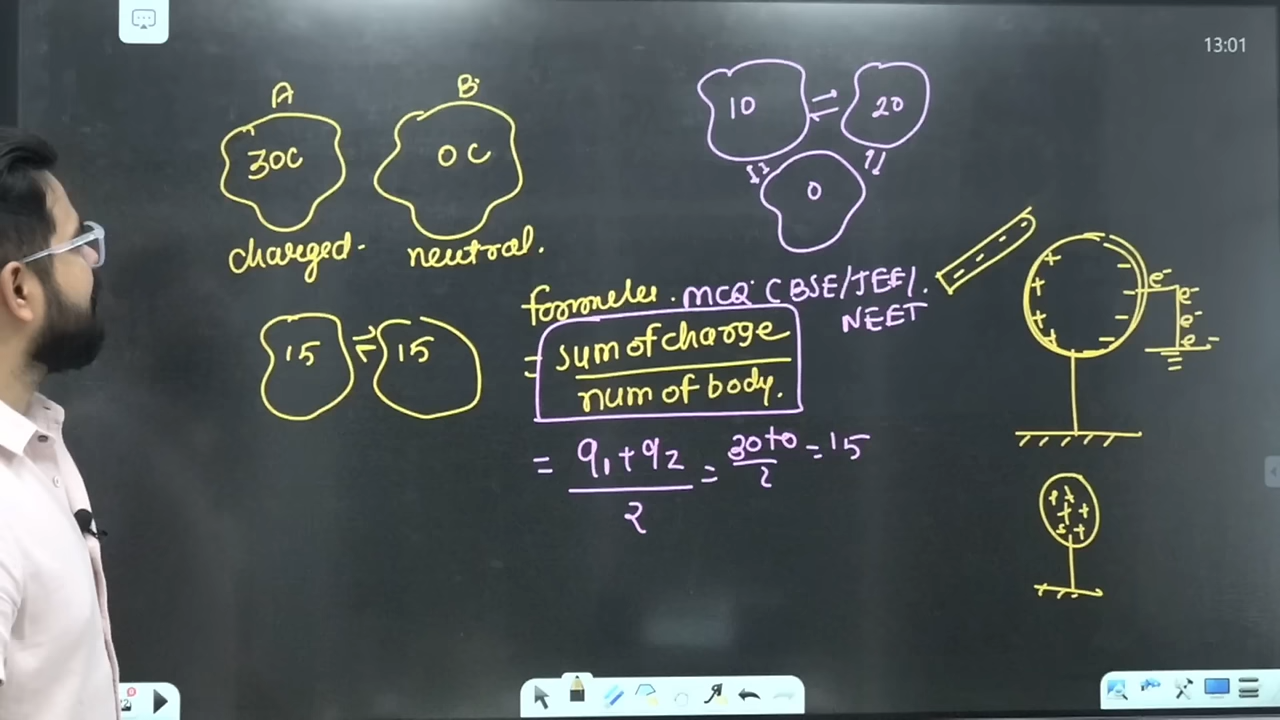 13:01
A
B
30C
0C
charged.
neutral.
10
20
0
15
15
formula. MCQ CBSE/JEE/.
NEET
= sum of charge
num of body.
= q₁+q₂ = 30+0 = 15
2
2
+
+
+
+
-
-
-
-
e⁻
e⁻
e⁻
e⁻